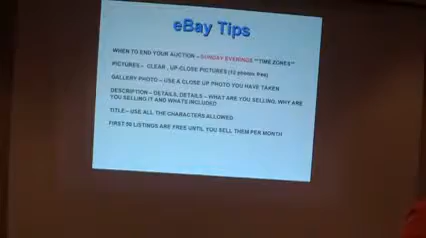 eBay Tips
WHEN TO END YOUR AUCTION – SUNDAY EVENINGS **TIME ZONES**
PICTURES – CLEAR , UP-CLOSE PICTURES (12 photos free)
GALLERY PHOTO – USE A CLOSE UP PHOTO YOU HAVE TAKEN
DESCRIPTION – DETAILS, DETAILS – WHAT ARE YOU SELLING, WHY ARE
YOU SELLING IT AND WHATS INCLUDED
TITLE – USE ALL THE CHARACTERS ALLOWED
FIRST 50 LISTINGS ARE FREE UNTIL YOU SELL THEM PER MONTH